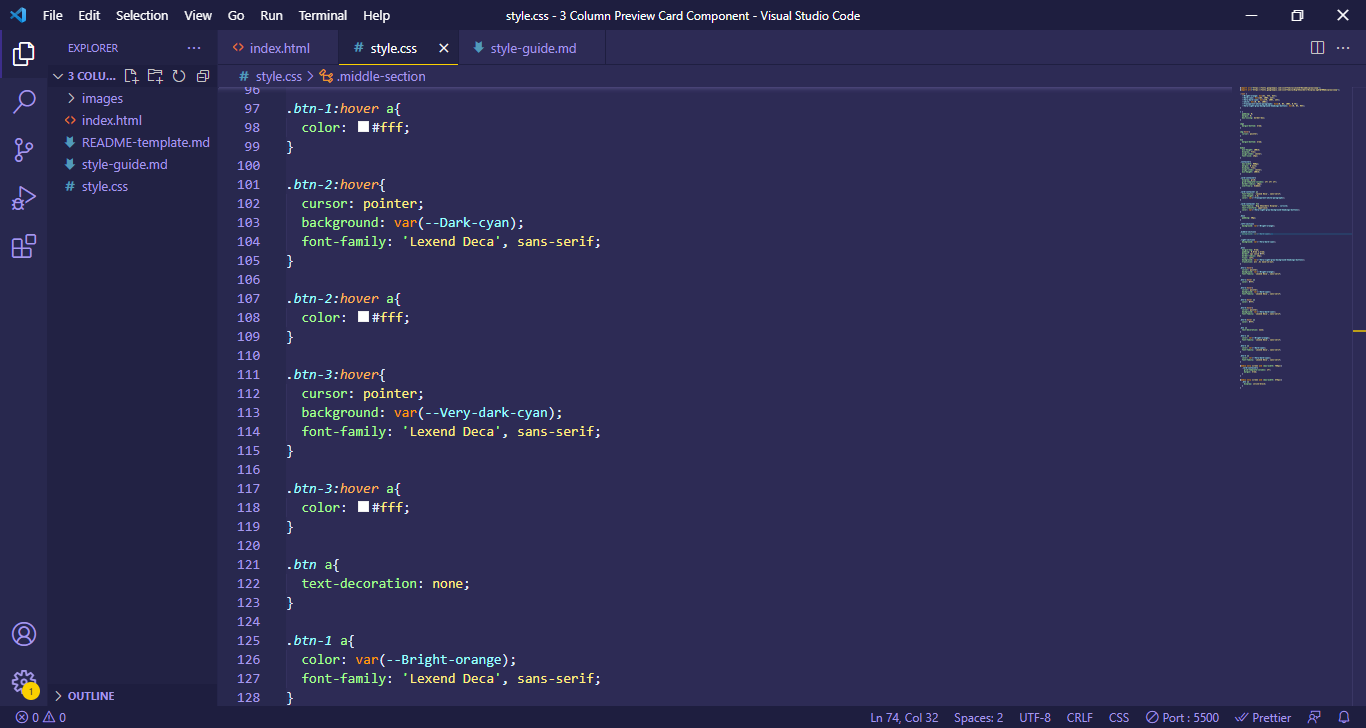 File Edit Selection View Go Run Terminal Help
style.css - 3 Column Preview Card Component - Visual Studio Code
EXPLORER
3 COLU...
images
index.html
README-template.md
style-guide.md
style.css
OUTLINE
1
index.html
# style.css
style-guide.md
# style.css > .middle-section
96
97 .btn-1:hover a{
98 color: #fff;
99 }
100
101 .btn-2:hover{
102 cursor: pointer;
103 background: var(--Dark-cyan);
104 font-family: 'Lexend Deca', sans-serif;
105 }
106
107 .btn-2:hover a{
108 color: #fff;
109 }
110
111 .btn-3:hover{
112 cursor: pointer;
113 background: var(--Very-dark-cyan);
114 font-family: 'Lexend Deca', sans-serif;
115 }
116
117 .btn-3:hover a{
118 color: #fff;
119 }
120
121 .btn a{
122 text-decoration: none;
123 }
124
125 .btn-1 a{
126 color: var(--Bright-orange);
127 font-family: 'Lexend Deca', sans-serif;
128 }
0 0
Ln 74, Col 32 Spaces: 2 UTF-8 CRLF CSS Port : 5500 Prettier